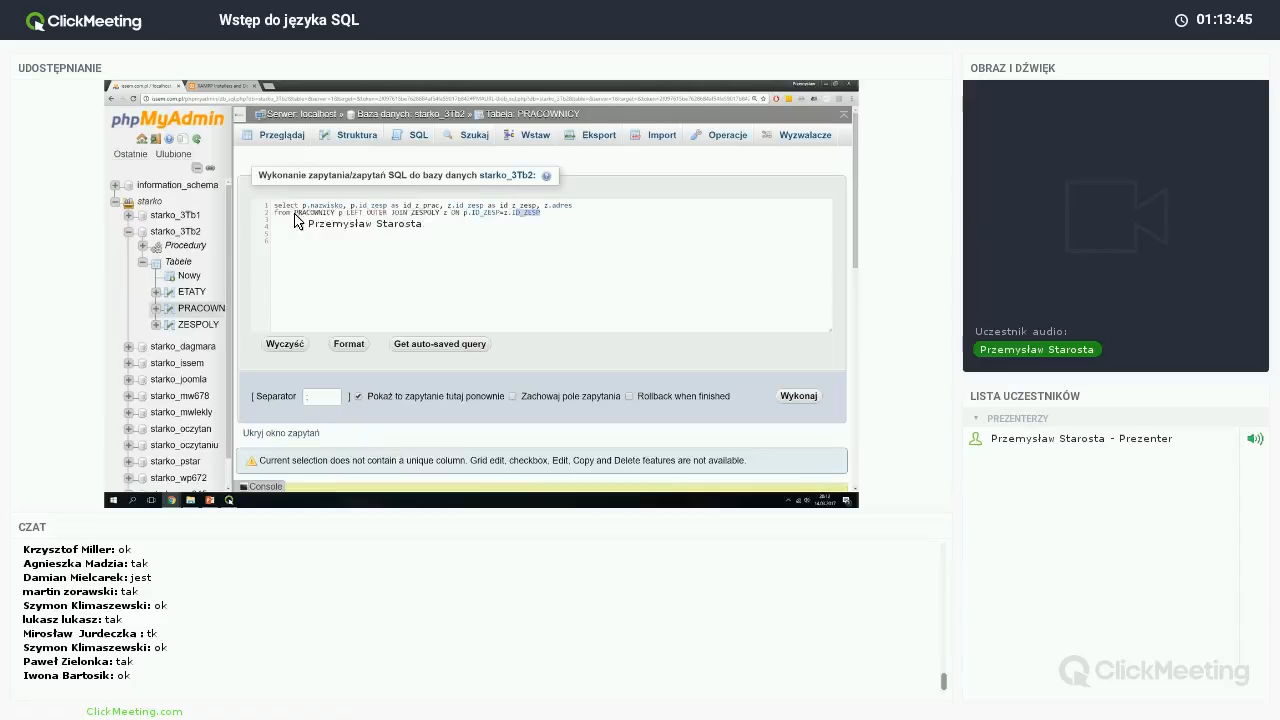 ClickMeeting
Wstęp do języka SQL
01:13:45
UDOSTĘPNIANIE
phpMyAdmin
Ostatnie Ulubione
information_schema
starko
starko_3Tb1
starko_3Tb2
Procedury
Tabele
Nowy
ETATY
PRACOWN
ZESPOLY
starko_dagmara
starko_issem
starko_joomla
starko_mw678
starko_mwlekly
starko_oczytan
starko_oczytaniu
starko_pstar
starko_wp672
Serwer: localhost » Baza danych: starko_3Tb2 » Tabela: PRACOWNICY
Przeglądaj Struktura SQL Szukaj Wstaw Eksport Import Operacje Wyzwalacze
Wykonanie zapytania/zapytań SQL do bazy danych starko_3Tb2:
1 select p.nazwisko, p.id_zesp as id_z_prac, z.id_zesp as id_z_zesp, z.adres
2 from PRACOWNICY p LEFT OUTER JOIN ZESPOLY z ON p.ID_ZESP=z.ID_ZESP
3
4
5
6
Przemysław Starosta
Wyczyść Format Get auto-saved query
[ Separator ; ] Pokaż to zapytanie tutaj ponownie Zachowaj pole zapytania Rollback when finished Wykonaj
Ukryj okno zapytań
Current selection does not contain a unique column. Grid edit, checkbox, Edit, Copy and Delete features are not available.
Console
OBRAZ I DŹWIĘK
Uczestnik audio:
Przemysław Starosta
LISTA UCZESTNIKÓW
PREZENTERZY
Przemysław Starosta - Prezenter
CZAT
Krzysztof Miller: ok
Agnieszka Madzia: tak
Damian Mielcarek: jest
martin zorawski: tak
Szymon Klimaszewski: ok
lukasz lukasz: tak
Mirosław Jurdeczka : tk
Szymon Klimaszewski: ok
Paweł Zielonka: tak
Iwona Bartosik: ok
ClickMeeting
ClickMeeting.com